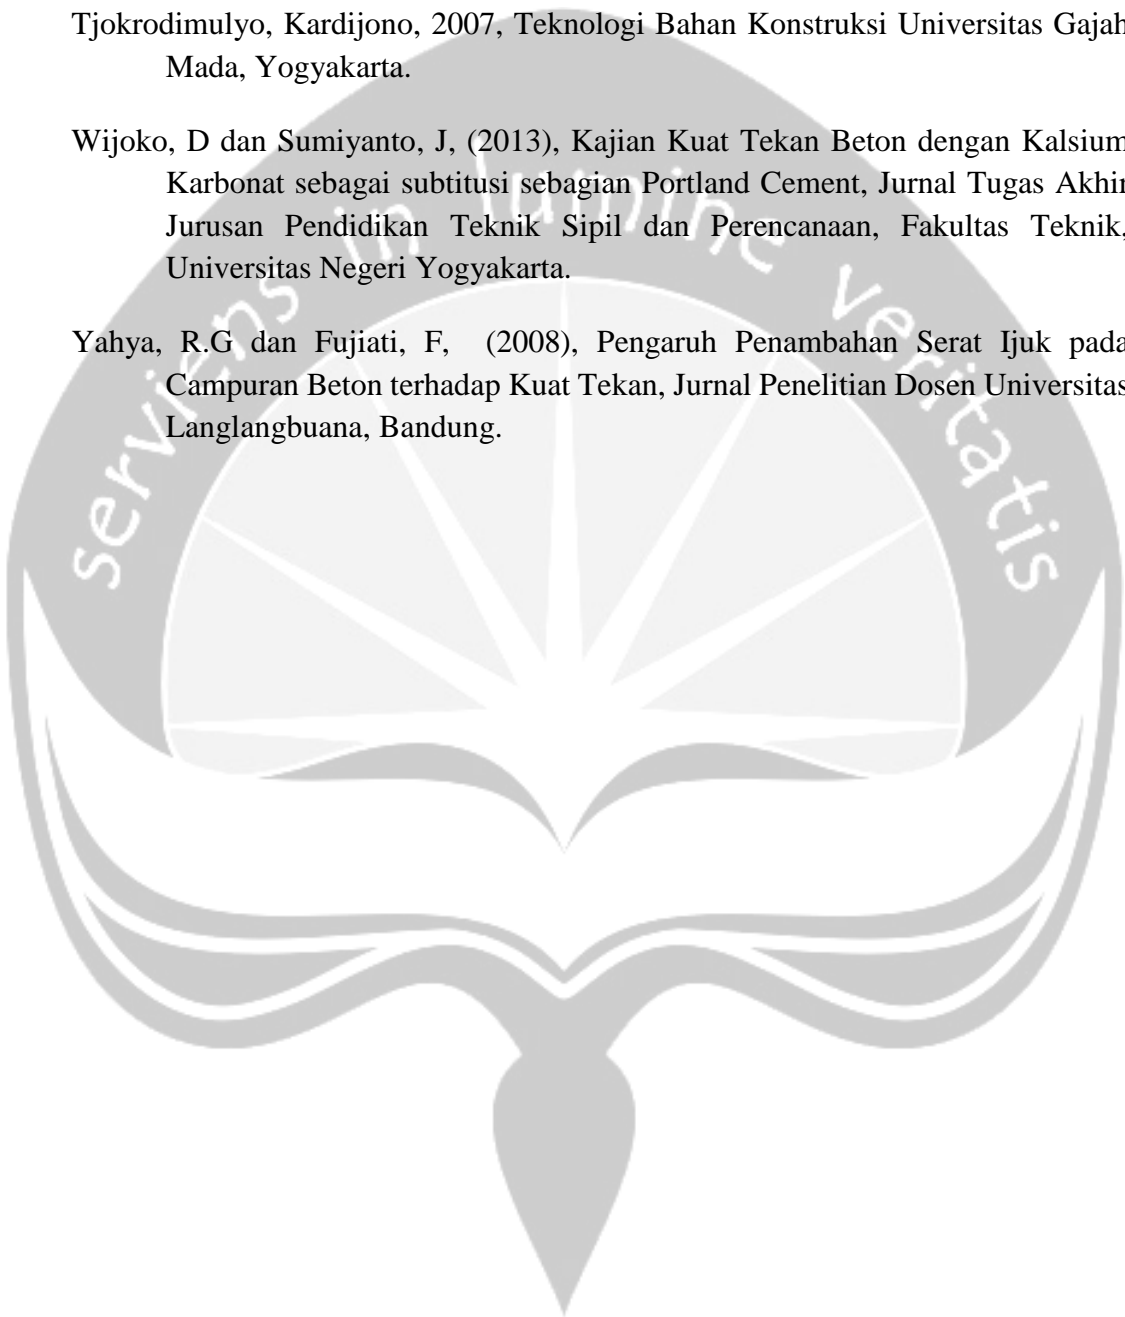 Tjokrodimulyo, Kardijono, 2007, Teknologi Bahan Konstruksi Universitas Gajah
Mada, Yogyakarta.
Wijoko, D dan Sumiyanto, J, (2013), Kajian Kuat Tekan Beton dengan Kalsium
Karbonat sebagai subtitusi sebagian Portland Cement, Jurnal Tugas Akhir
Jurusan Pendidikan Teknik Sipil dan Perencanaan, Fakultas Teknik,
Universitas Negeri Yogyakarta.
Yahya, R.G dan Fujiati, F, (2008), Pengaruh Penambahan Serat Ijuk pada
Campuran Beton terhadap Kuat Tekan, Jurnal Penelitian Dosen Universitas
Langlangbuana, Bandung.
serviens in lumine veritatis